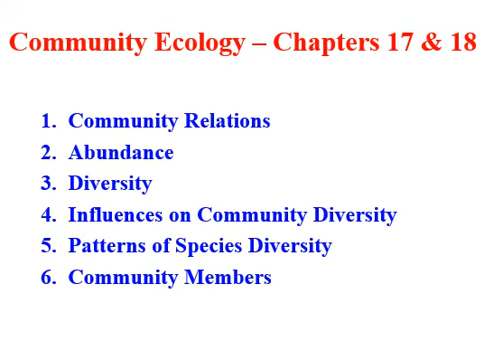 Community Ecology – Chapters 17 & 18
1. Community Relations
2. Abundance
3. Diversity
4. Influences on Community Diversity
5. Patterns of Species Diversity
6. Community Members